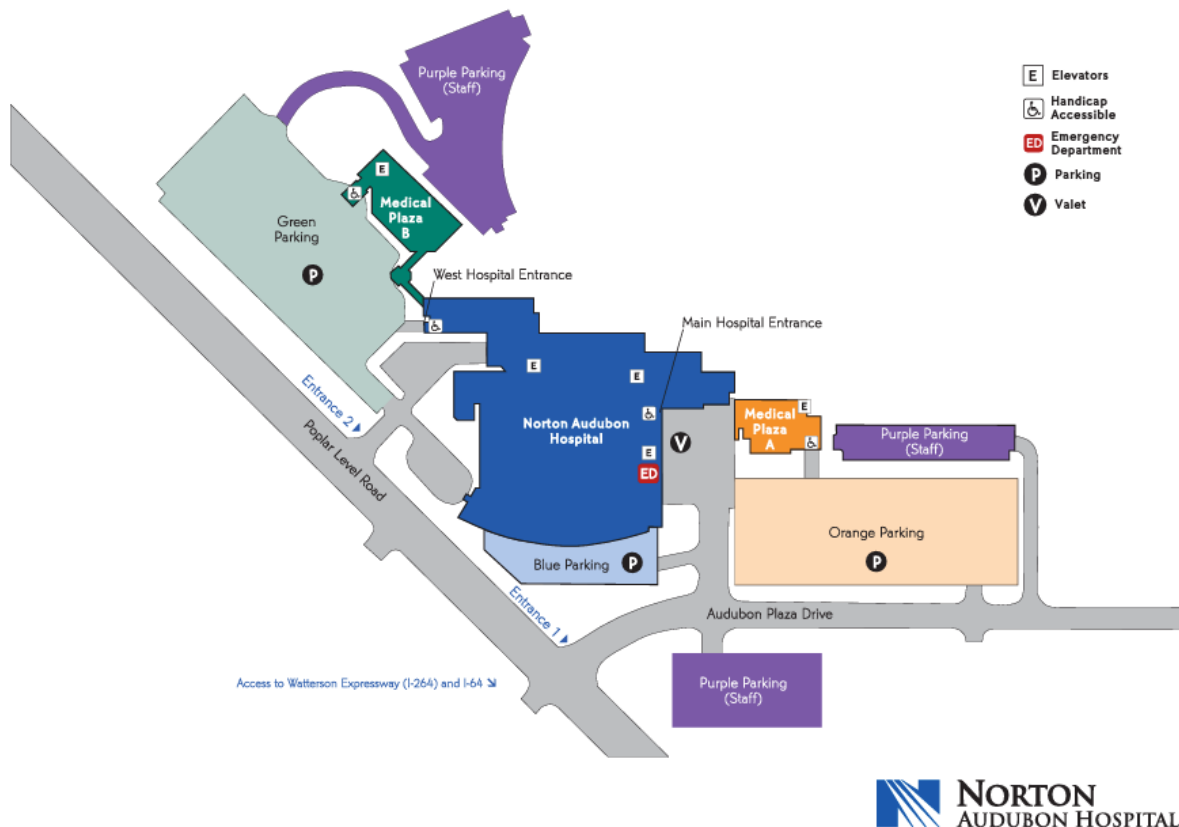 Purple Parking
(Staff)
E Elevators
Handicap
Accessible
ED Emergency
Department
P Parking
V Valet
E
Medical
Plaza
B
Green
Parking
P
West Hospital Entrance
Main Hospital Entrance
E
E
Entrance 2
Norton Audubon
Hospital
E
ED
V
E
Medical
Plaza
A
Purple Parking
(Staff)
Poplar Level Road
Orange Parking
P
Blue Parking
P
Entrance 1
Audubon Plaza Drive
Access to Watterson Expressway (I-264) and I-64
Purple Parking
(Staff)
NORTON
AUDUBON HOSPITAL